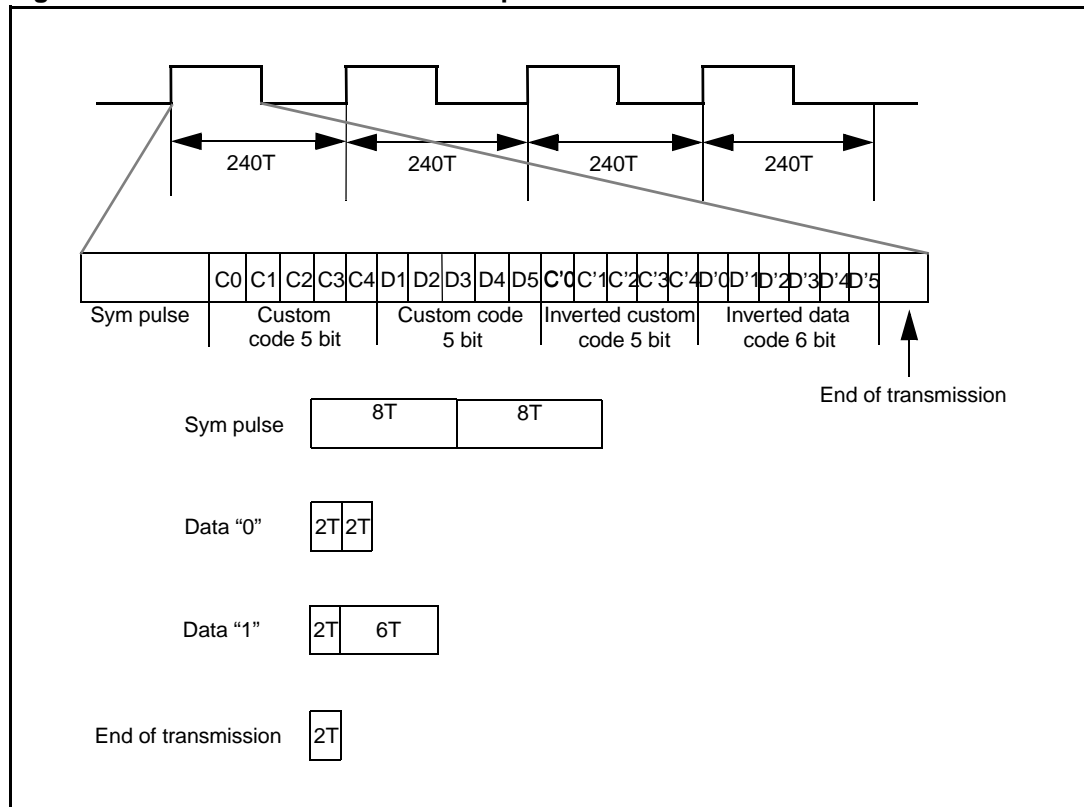 240T 240T 240T 240T
C0 C1 C2 C3 C4 D1 D2 D3 D4 D5 C'0 C'1 C'2 C'3 C'4 D'0 D'1 D'2 D'3 D'4 D'5
Sym pulse Custom Custom code Inverted custom Inverted data
code 5 bit 5 bit code 5 bit code 6 bit
End of transmission
Sym pulse 8T 8T
Data “0” 2T 2T
Data “1” 2T 6T
End of transmission 2T